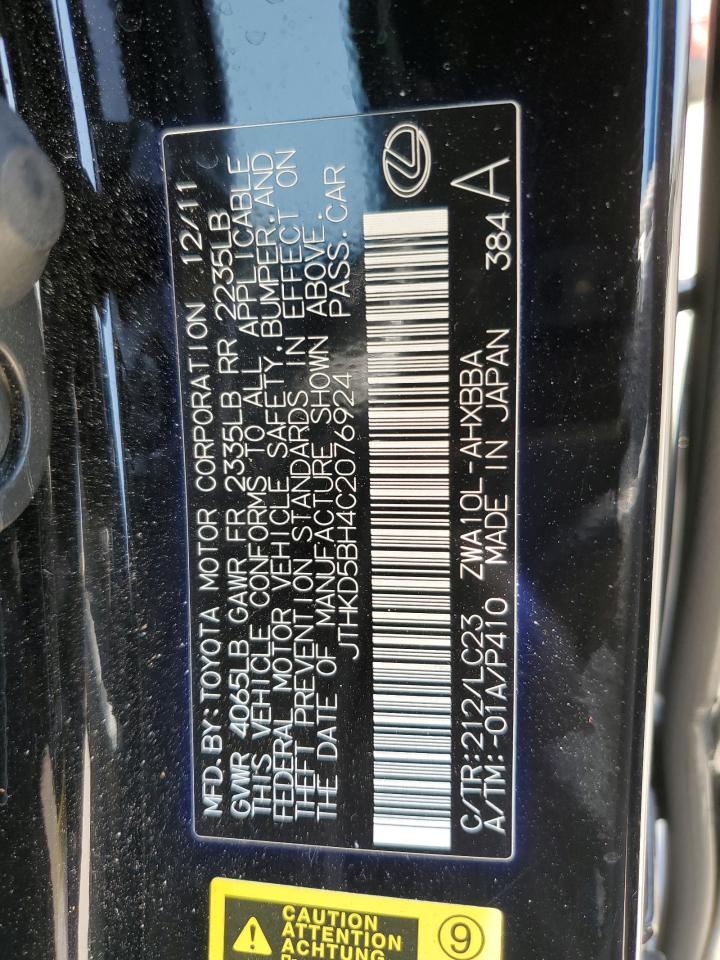 MFD.BY:TOYOTA MOTOR CORPORATION 12/11
GVWR 4065LB GAWR FR 2335LB RR 2235LB
THIS VEHICLE CONFORMS TO ALL APPLICABLE
FEDERAL MOTOR VEHICLE SAFETY,BUMPER,AND
THEFT PREVENTION STANDARDS IN EFFECT ON
THE DATE OF MANUFACTURE SHOWN ABOVE.
JTHKD5BH4C2076924 PASS.CAR
C/TR:212/LC23 ZWA10L-AHXBBA
A/TM:-01A/P410 MADE IN JAPAN 384 A
CAUTION
ATTENTION
ACHTUNG
9